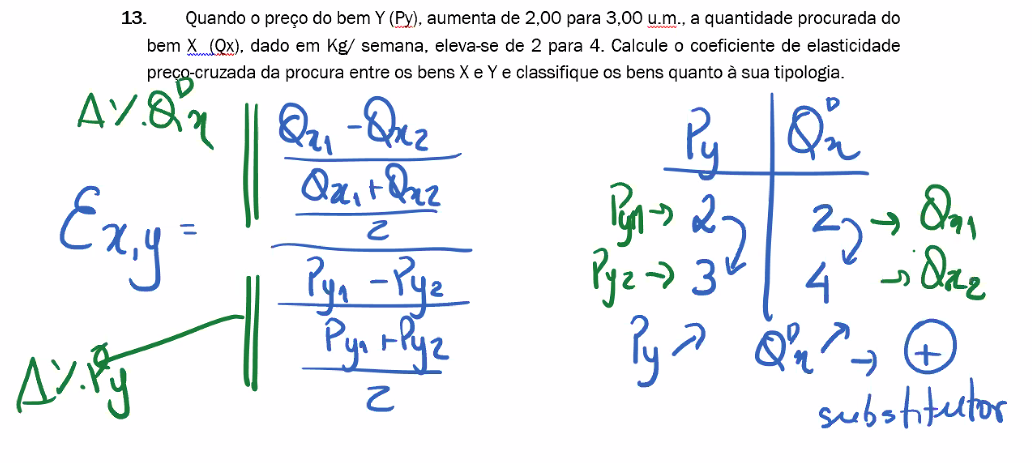 13. Quando o preço do bem Y (Py), aumenta de 2,00 para 3,00 u.m., a quantidade procurada do
bem X (Qx), dado em Kg/ semana, eleva-se de 2 para 4. Calcule o coeficiente de elasticidade
preço-cruzada da procura entre os bens X e Y e classifique os bens quanto à sua tipologia.
Δ%.QDx
Ex,y =
Δ%.Py
Qx1 - Qx2
Qx1 + Qx2
2
Py1 - Py2
Py1 + Py2
2
Py QDx
Py1 → 2 2 → Qx1
Py2 → 3 4 → Qx2
Py ↗ QDx ↗ → +
substitutor